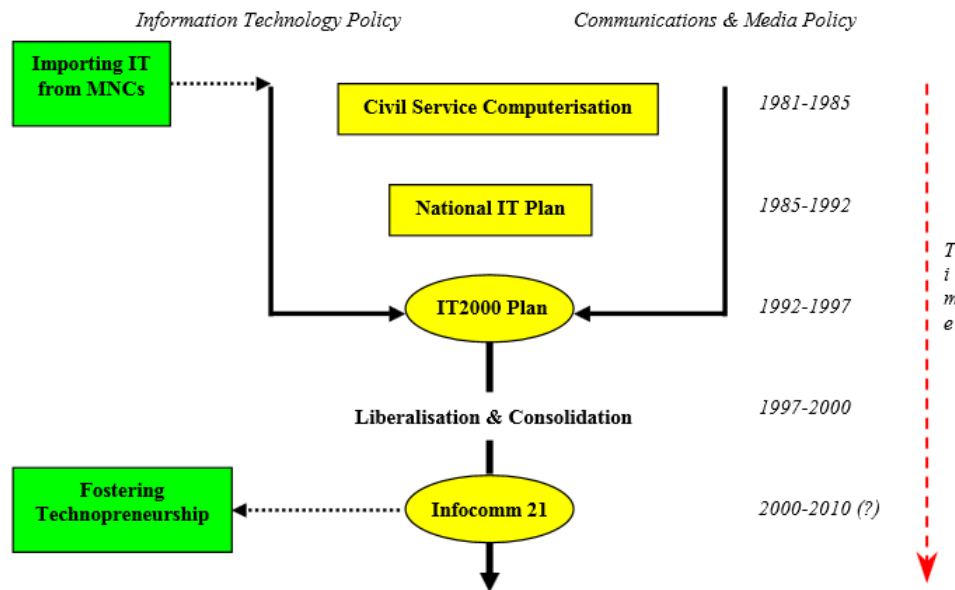 Information Technology Policy
Communications & Media Policy
Importing IT
from MNCs
Civil Service Computerisation
1981-1985
National IT Plan
1985-1992
T
i
m
e
IT2000 Plan
1992-1997
Liberalisation & Consolidation
1997-2000
Fostering
Technopreneurship
Infocomm 21
2000-2010 (?)